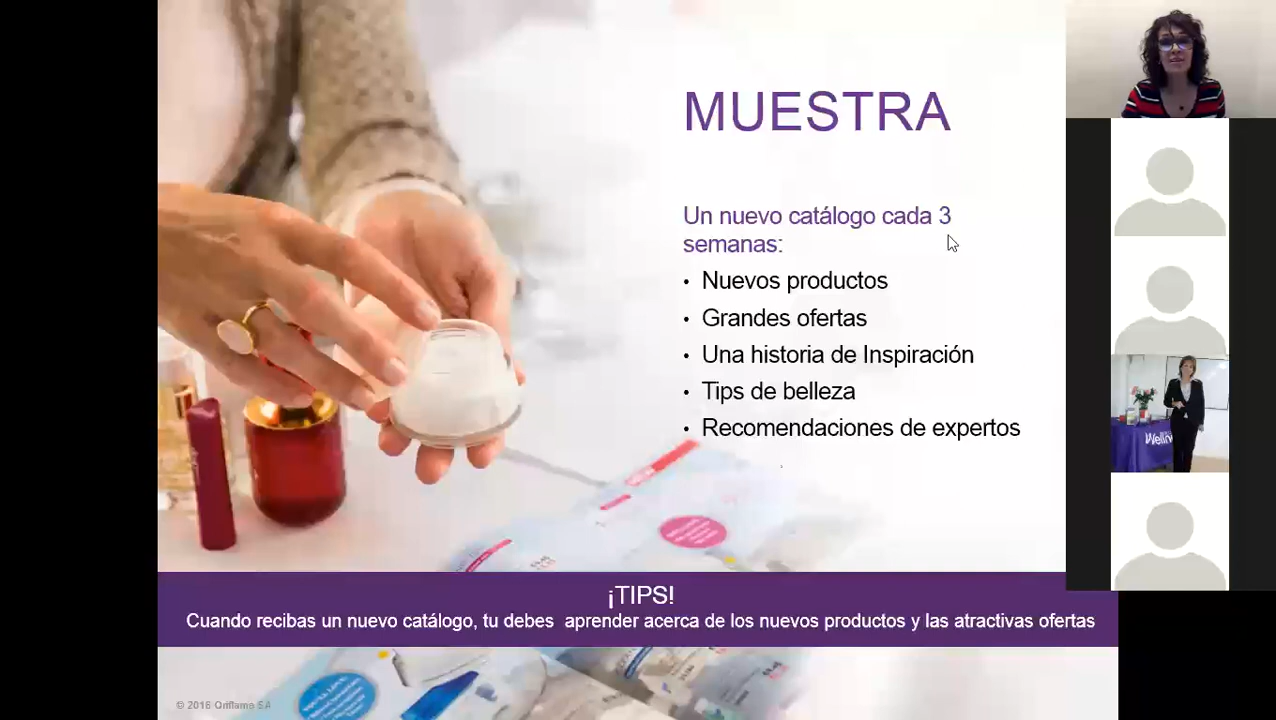 MUESTRA
Un nuevo catálogo cada 3
semanas:
• Nuevos productos
• Grandes ofertas
• Una historia de Inspiración
• Tips de belleza
• Recomendaciones de expertos
¡TIPS!
Cuando recibas un nuevo catálogo, tu debes aprender acerca de los nuevos productos y las atractivas ofertas
© 2016 Oriflame SA